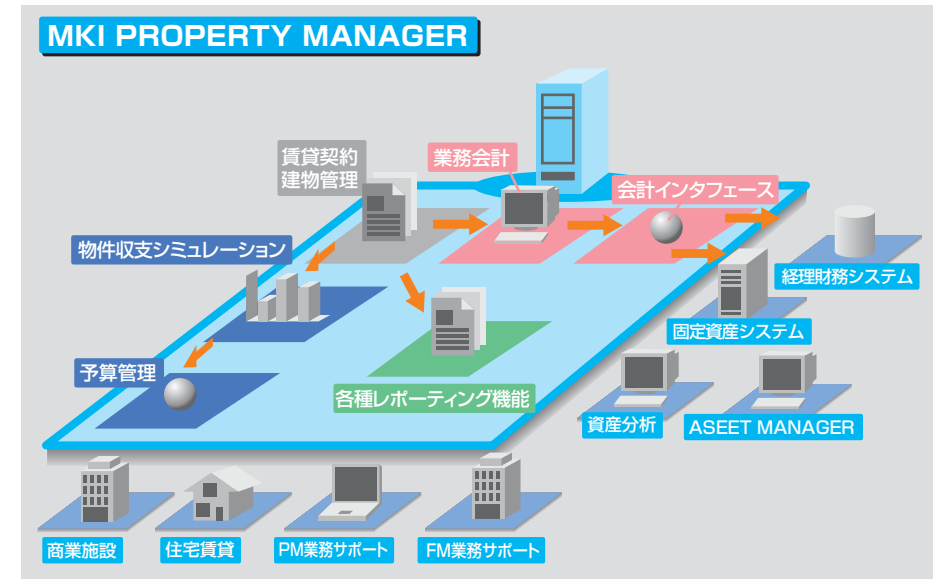 MKI PROPERTY MANAGER
賃貸契約
建物管理
業務会計
会計インタフェース
物件収支シミュレーション
経理財務システム
固定資産システム
予算管理
各種レポーティング機能
資産分析
ASEET MANAGER
商業施設
住宅賃貸
PM業務サポート
FM業務サポート